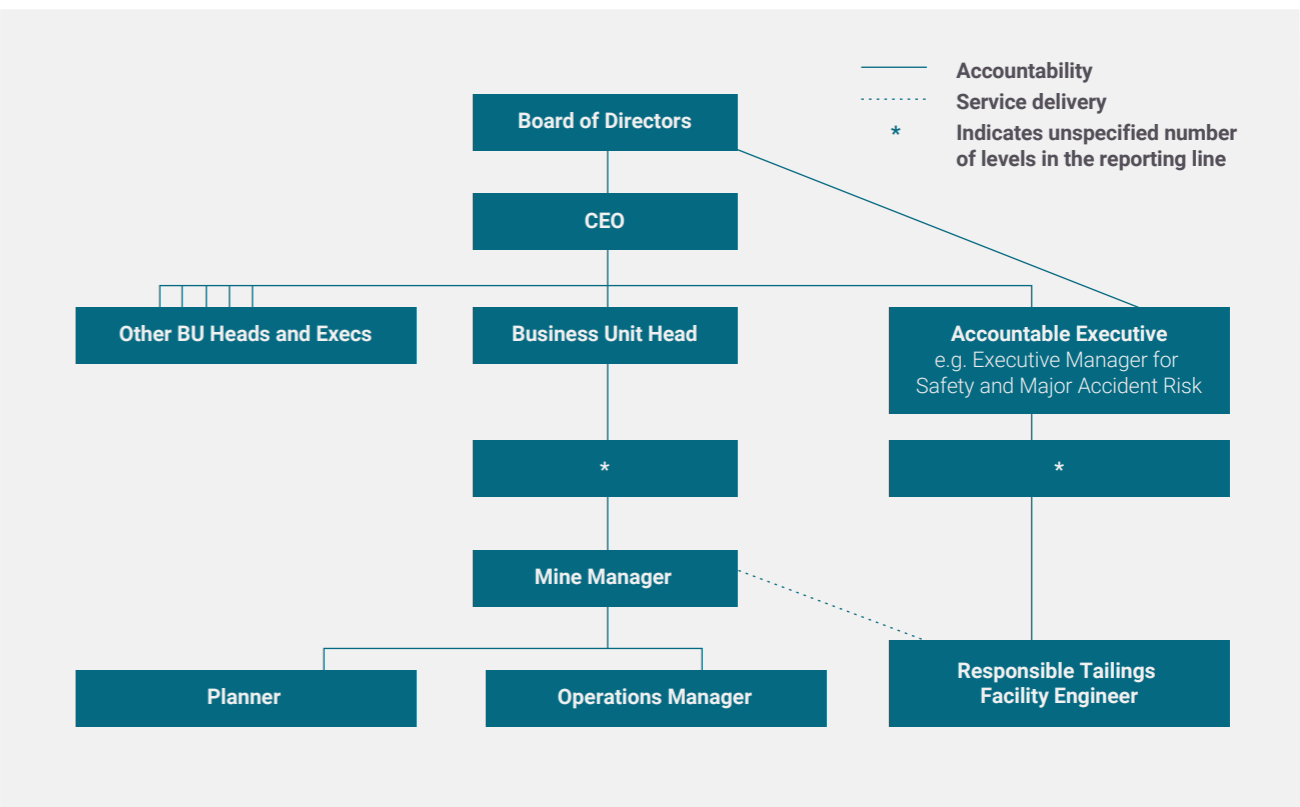 Accountability
Service delivery
* Indicates unspecified number
of levels in the reporting line
Board of Directors
CEO
Other BU Heads and Execs
Business Unit Head
Accountable Executive
e.g. Executive Manager for
Safety and Major Accident Risk
*
*
Mine Manager
Planner
Operations Manager
Responsible Tailings
Facility Engineer